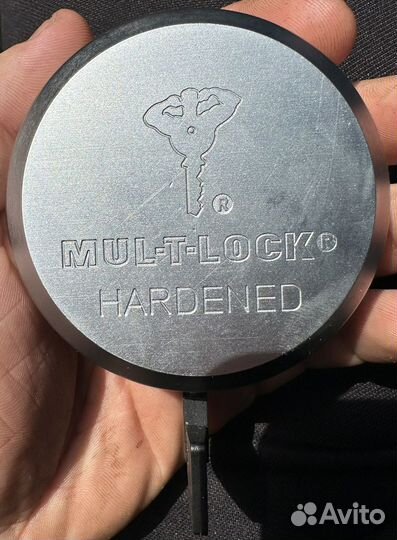 ®
MUL-T-LOCK®
HARDENED
Avito